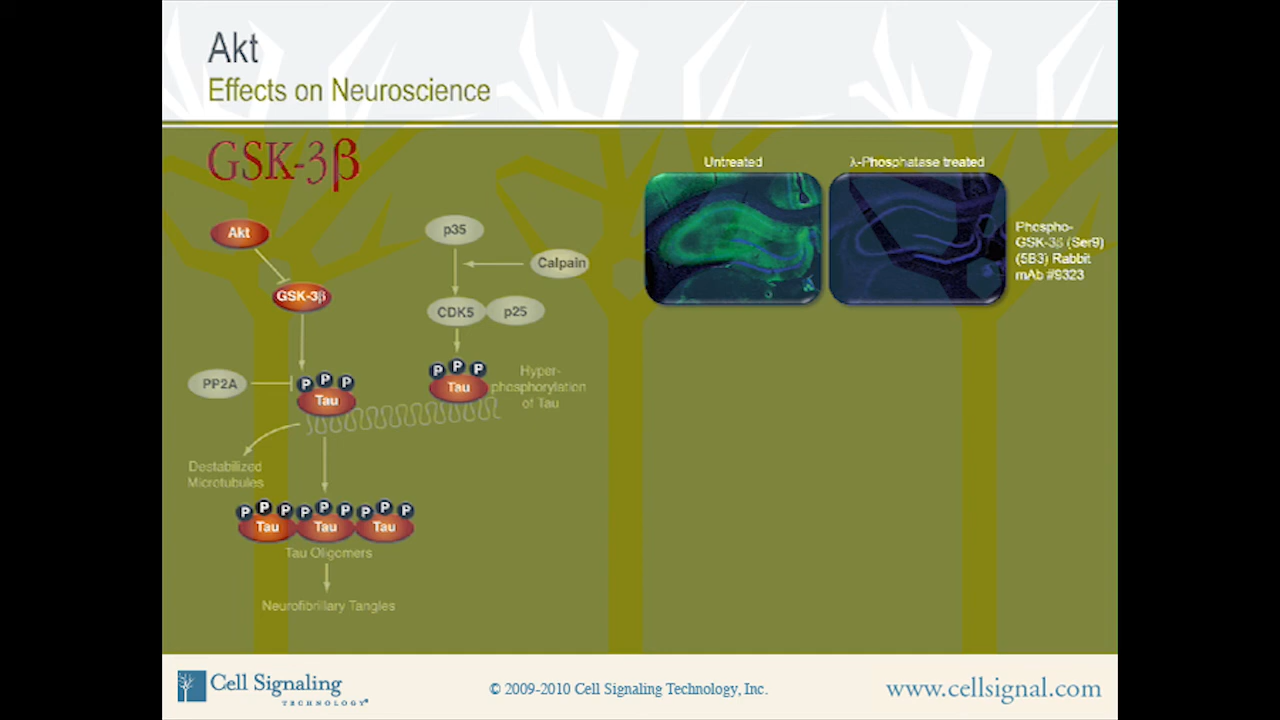 Akt
Effects on Neuroscience
GSK-3β
Untreated
λ-Phosphatase treated
Phospho-
GSK-3β (Ser9)
(5B3) Rabbit
mAb #9323
Akt
p35
Calpain
GSK-3β
CDK5
p25
PP2A
P P P
Tau
P P P
Tau
Hyper-
phosphorylation
of Tau
Destabilized
Microtubules
P P P P P P P P P
Tau Tau Tau
Tau Oligomers
Neurofibrillary Tangles
Cell Signaling
TECHNOLOGY®
© 2009-2010 Cell Signaling Technology, Inc.
www.cellsignal.com